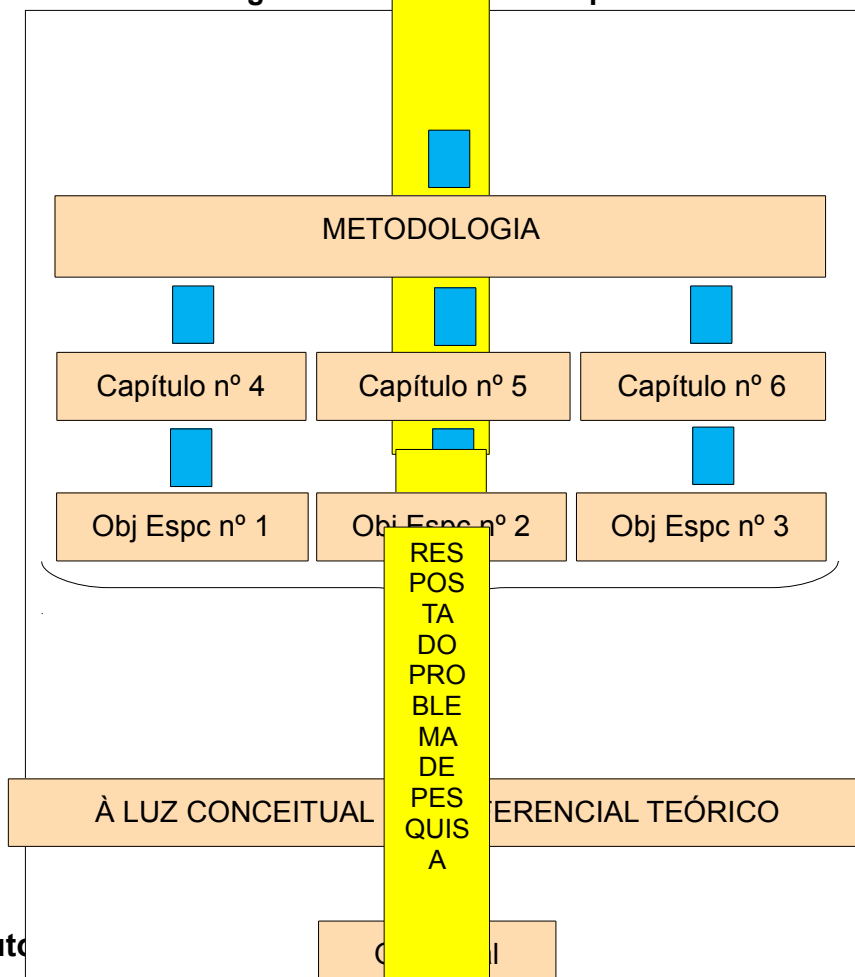 METODOLOGIA
Capítulo nº 4
Capítulo nº 5
Capítulo nº 6
Obj Espc nº 1
Obj Espc nº 2
Obj Espc nº 3
RES
POS
TA
DO
PRO
BLE
MA
DE
PES
QUIS
A
À LUZ CONCEITUAL TEÓRICO